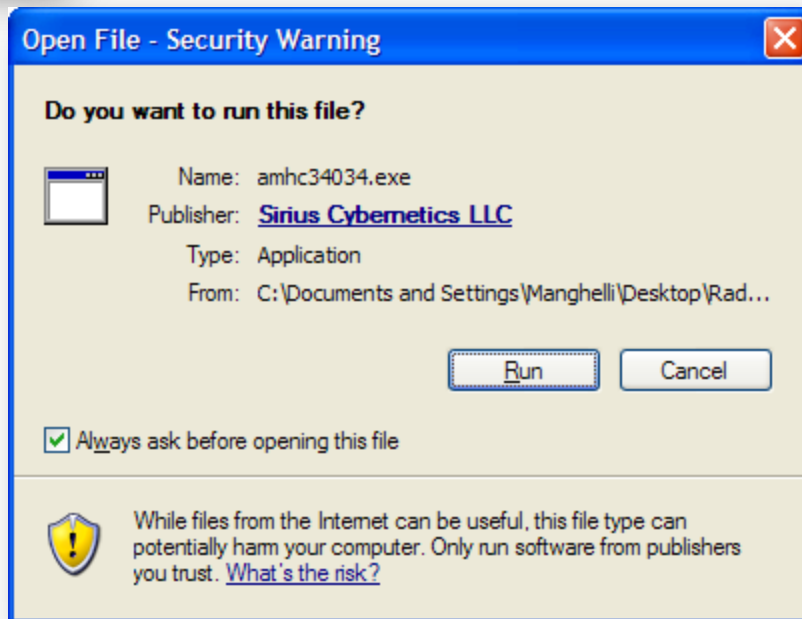 Open File - Security Warning
Do you want to run this file?
Name: amhc34034.exe
Publisher: Sirius Cybernetics LLC
Type: Application
From: C:\Documents and Settings\Manghelli\Desktop\Rad...
Run Cancel
Always ask before opening this file
While files from the Internet can be useful, this file type can
potentially harm your computer. Only run software from publishers
you trust. What's the risk?